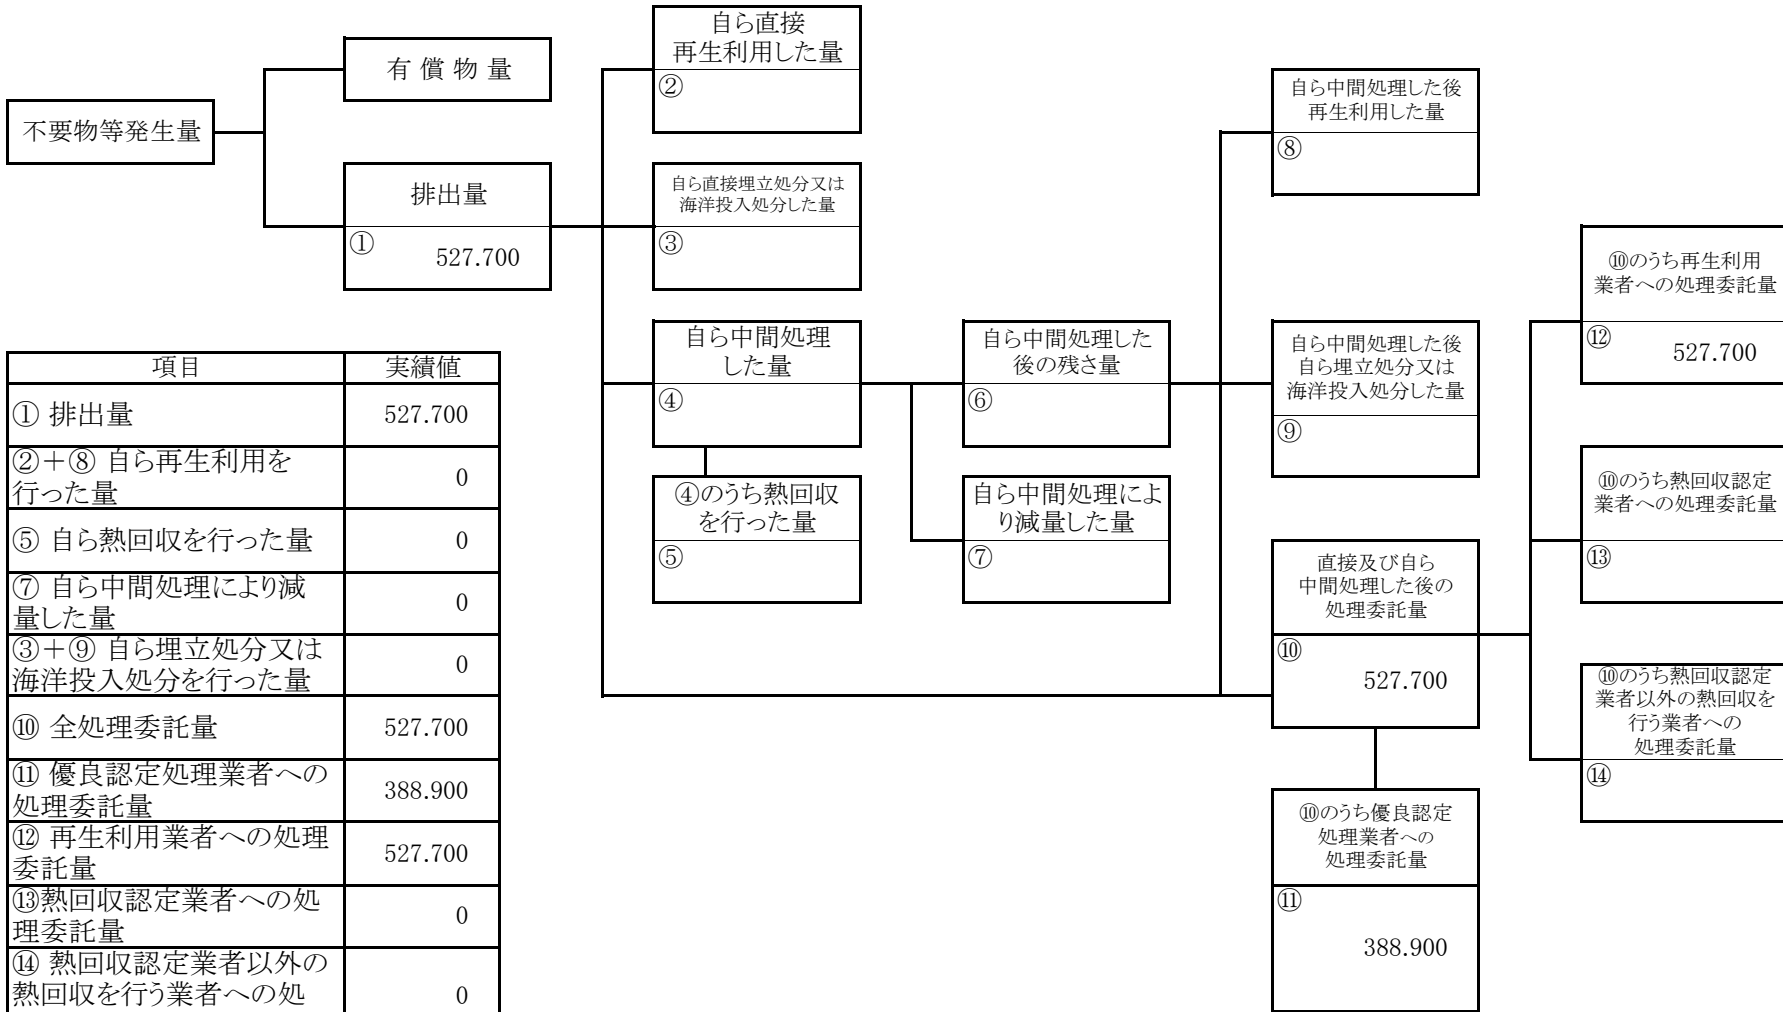 不要物等発生量
有償物量
排出量
①
527.700
自ら直接
再生利用した量
②
自ら直接埋立処分又は
海洋投入処分した量
③
自ら中間処理
した量
④
④のうち熱回収
を行った量
⑤
自ら中間処理した
後の残さ量
⑥
自ら中間処理によ
り減量した量
⑦
自ら中間処理した後
再生利用した量
⑧
自ら中間処理した後
自ら埋立処分又は
海洋投入処分した量
⑨
直接及び自ら
中間処理した後の
処理委託量
⑩
527.700
⑩のうち優良認定
処理業者への
処理委託量
⑪
388.900
⑩のうち再生利用
業者への処理委託量
⑫
527.700
⑩のうち熱回収認定
業者への処理委託量
⑬
⑩のうち熱回収認定
業者以外の熱回収を
行う業者への
処理委託量
⑭
項目 実績値
① 排出量 527.700
②＋⑧ 自ら再生利用を
行った量 0
⑤ 自ら熱回収を行った量 0
⑦ 自ら中間処理により減
量した量 0
③＋⑨ 自ら埋立処分又は
海洋投入処分を行った量 0
⑩ 全処理委託量 527.700
⑪ 優良認定処理業者への
処理委託量 388.900
⑫ 再生利用業者への処理
委託量 527.700
⑬熱回収認定業者への処
理委託量 0
⑭ 熱回収認定業者以外の
熱回収を行う業者への処 0